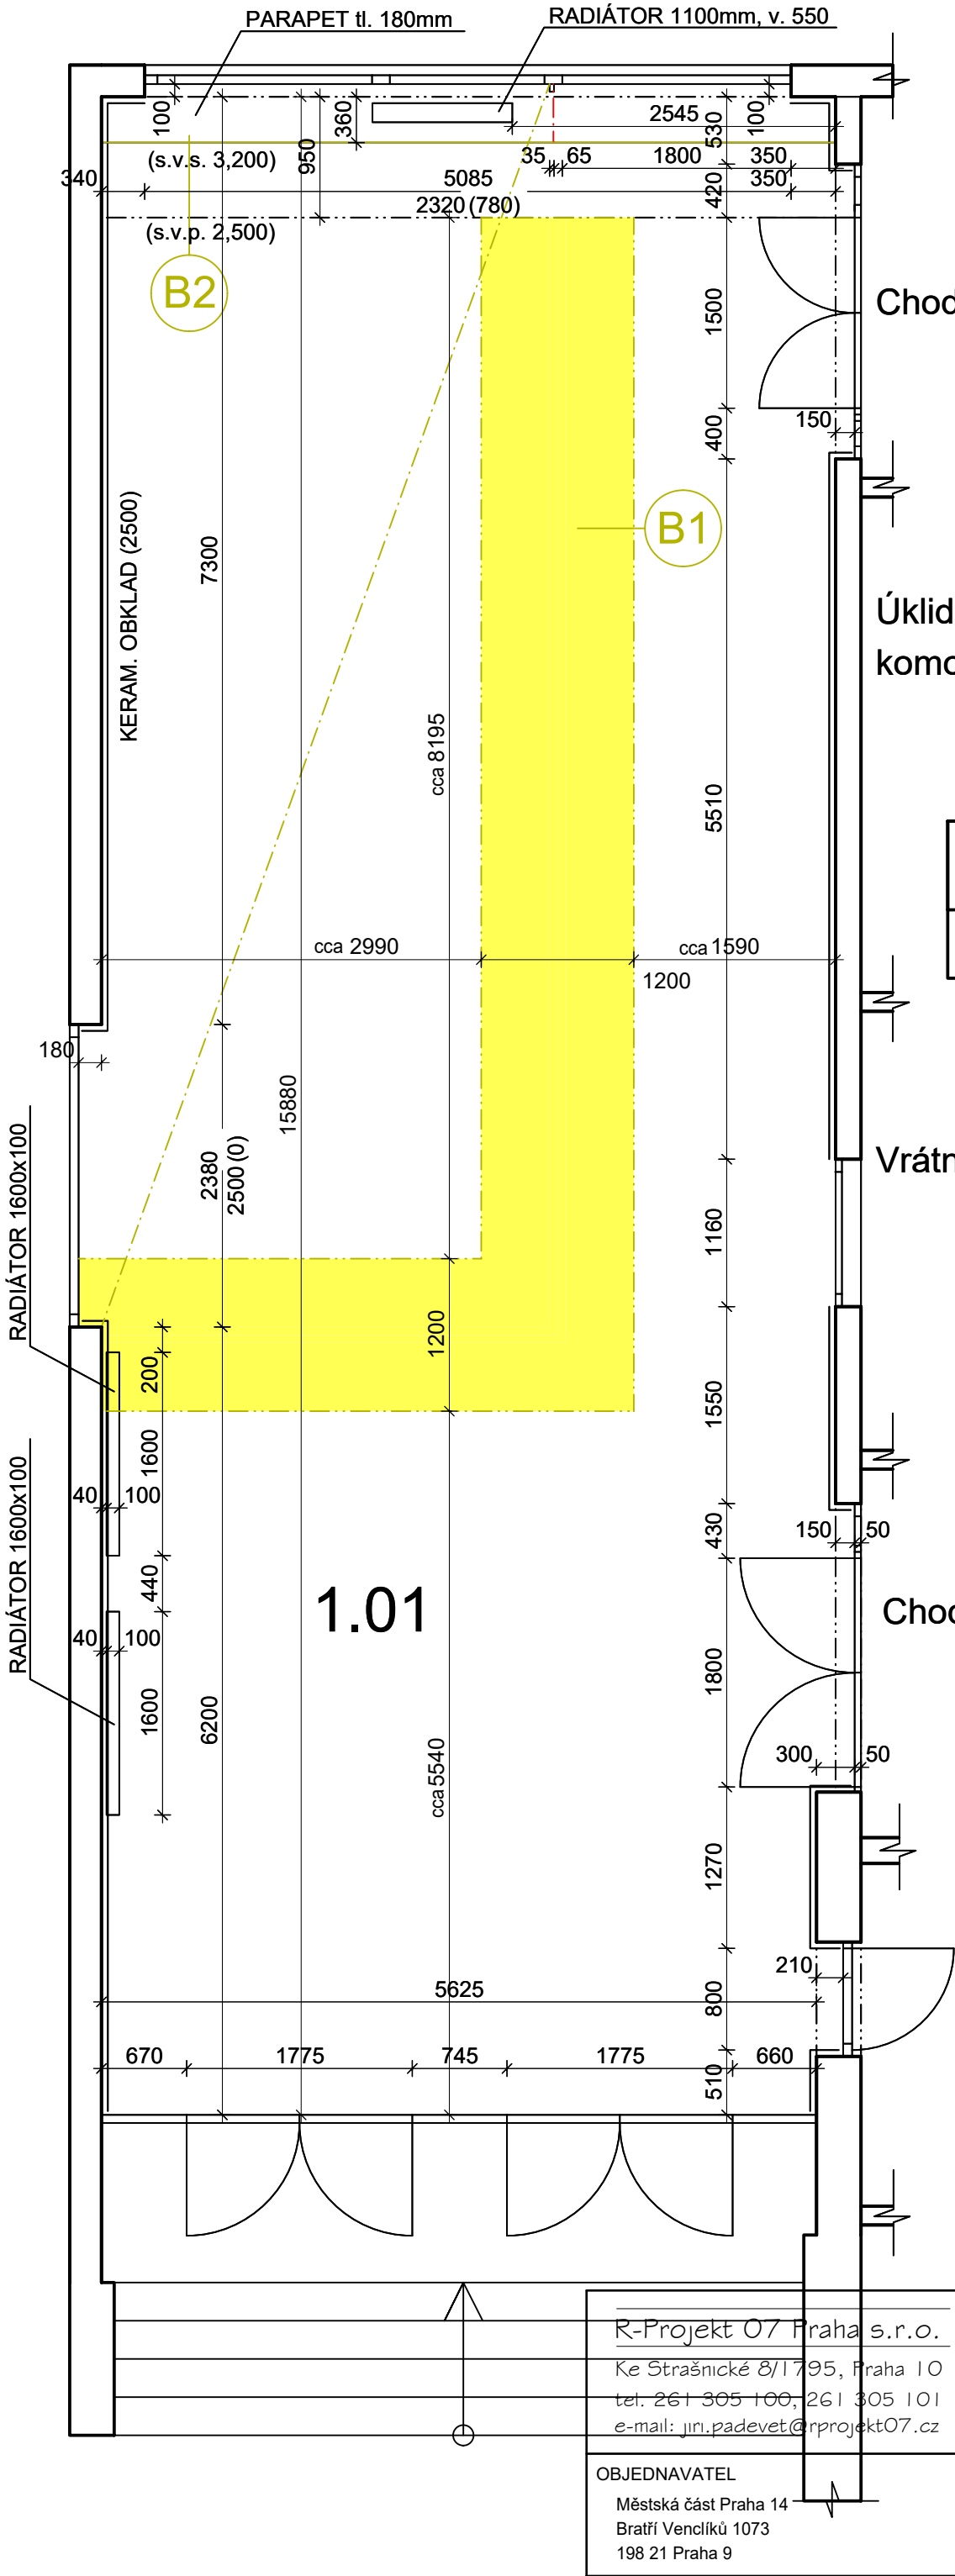 PARAPET tl. 180mm
RADIÁTOR 1100mm, v. 550
100
360
2545
100
530
(s.v.s. 3,200)
950
35
65
1800
350
340
5085
350
420
2320 (780)
(s.v.p. 2,500)
B2
1500
Chod
150
400
KERAM. OBKLAD (2500)
7300
B1
Úklid
komo
cca 8195
5510
cca 2990
cca 1590
1200
180
15880
2380
2500 (0)
RADIÁTOR 1600x100
Vrátn
1160
1200
200
1550
1600
RADIÁTOR 1600x100
40
100
430
150
50
440
1.01
Chod
40
100
1800
1600
6200
cca 5540
300
50
1270
210
5625
800
670
1775
745
1775
660
510
R-Projekt 07 Praha s.r.o.
Ke Strašnické 8/1795, Praha 10
tel. 261 305 100, 261 305 101
e-mail: jiri.padevet@rprojekt07.cz
OBJEDNAVATEL
Městská část Praha 14
Bratří Venclíků 1073
198 21 Praha 9